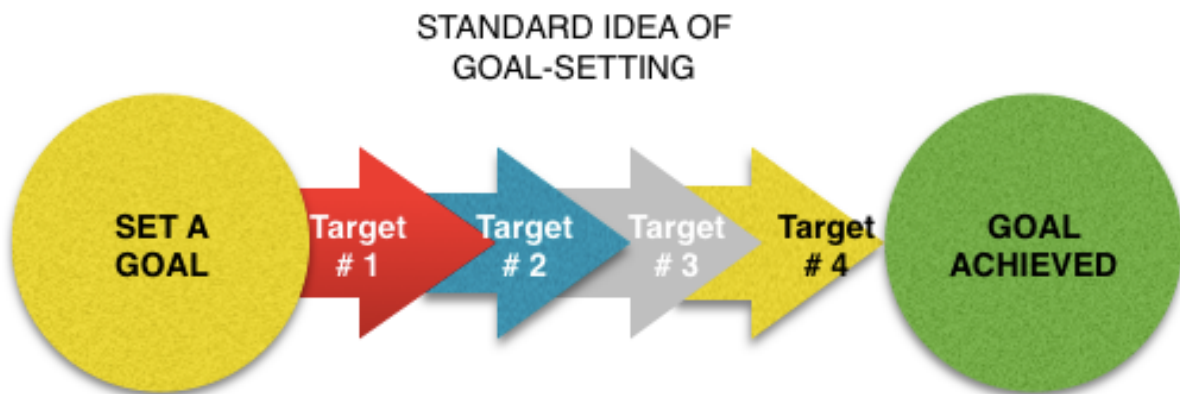 STANDARD IDEA OF
GOAL-SETTING
SET A
GOAL
Target
# 1
Target
# 2
Target
# 3
Target
# 4
GOAL
ACHIEVED